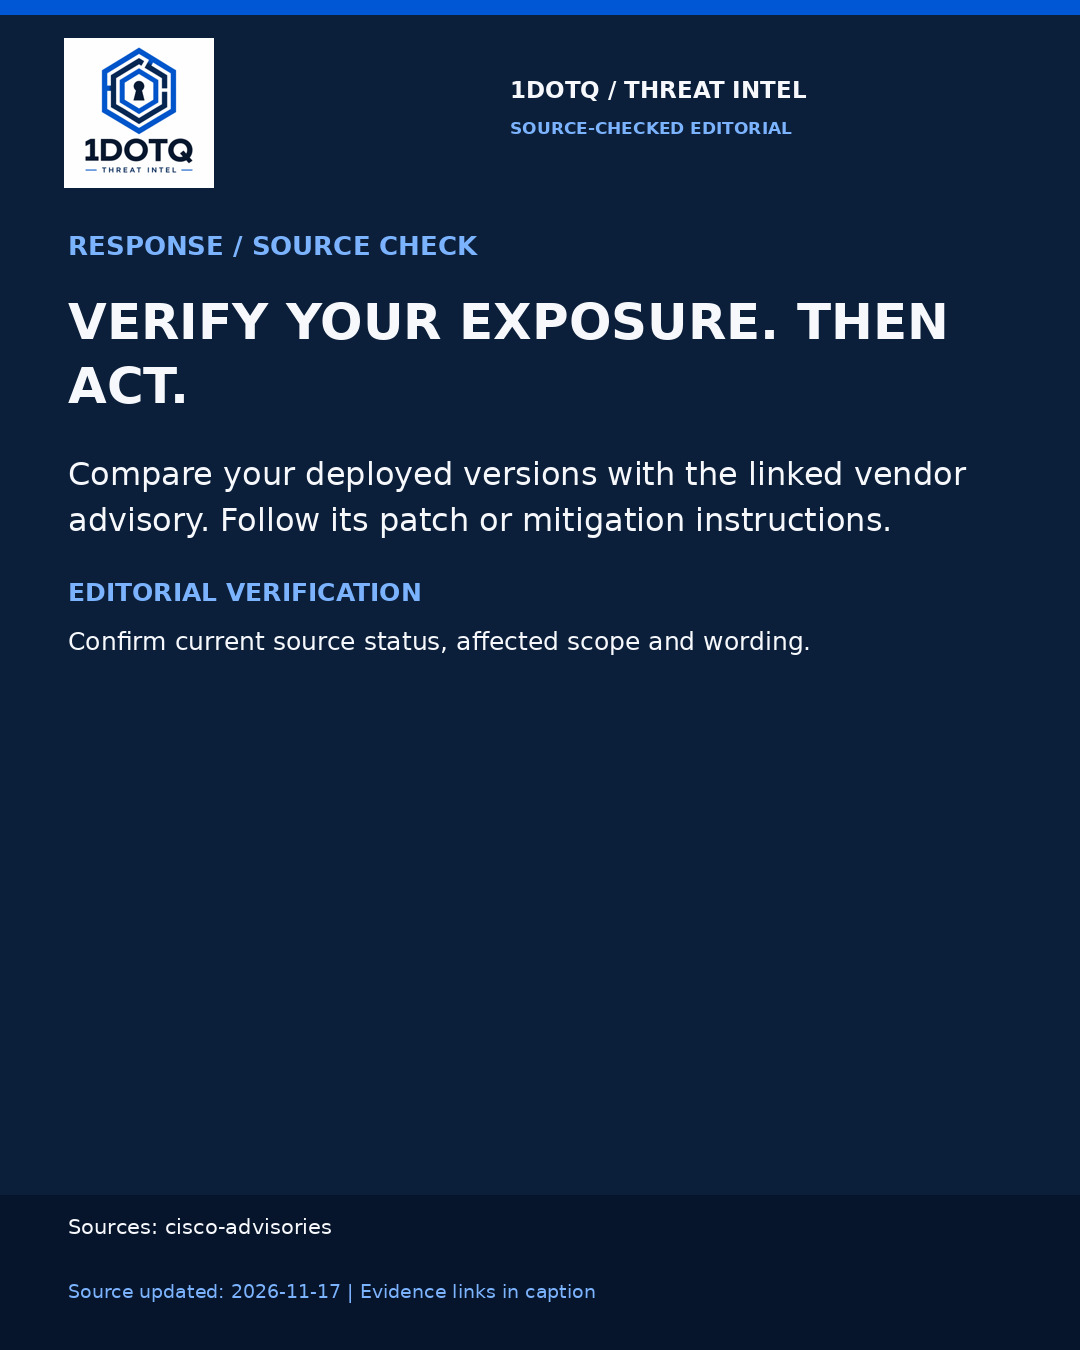 1DOTQ
THREAT INTEL
1DOTQ / THREAT INTEL
SOURCE-CHECKED EDITORIAL
RESPONSE / SOURCE CHECK
VERIFY YOUR EXPOSURE. THEN
ACT.
Compare your deployed versions with the linked vendor
advisory. Follow its patch or mitigation instructions.
EDITORIAL VERIFICATION
Confirm current source status, affected scope and wording.
Sources: cisco-advisories
Source updated: 2026-11-17 | Evidence links in caption